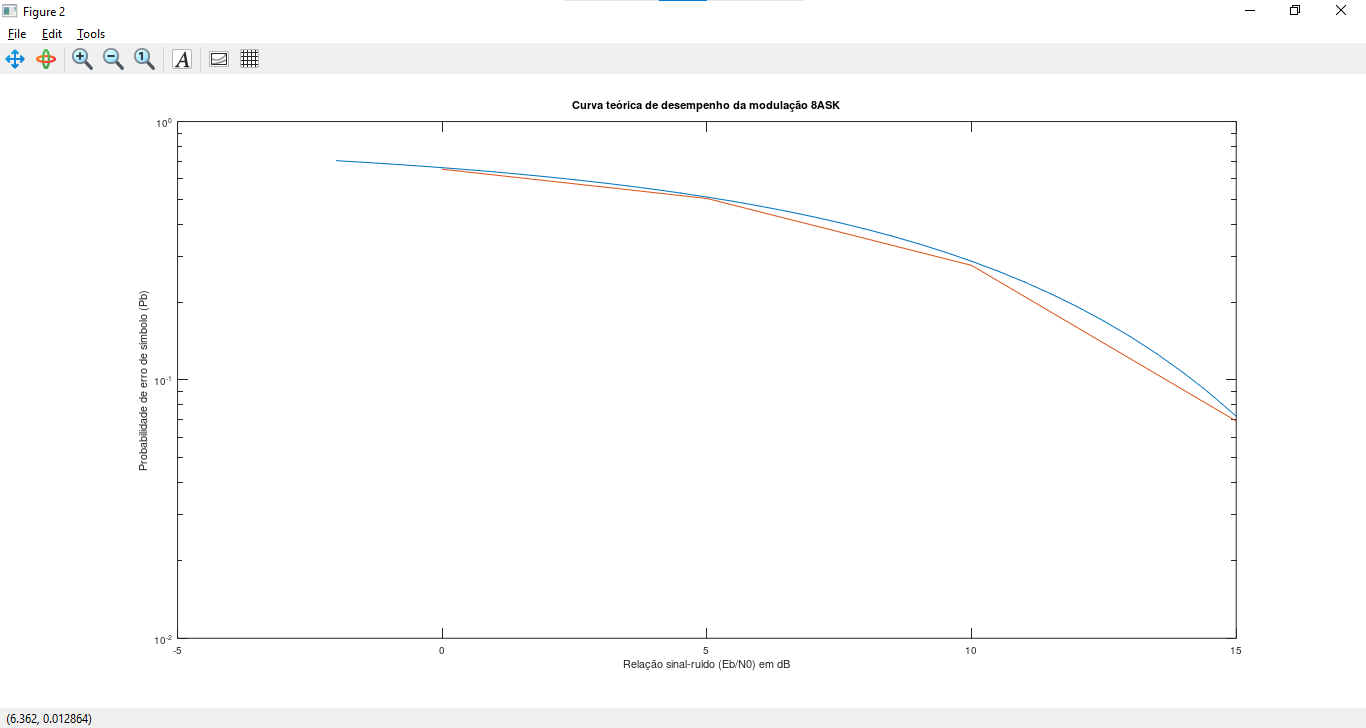 Figure 2
File Edit Tools
Curva teórica de desempenho da modulação 8ASK
10^0
10^-1
10^-2
Probabilidade de erro de símbolo (Pb)
-5 0 5 10 15
Relação sinal-ruído (Eb/N0) em dB
(6.362, 0.012864)